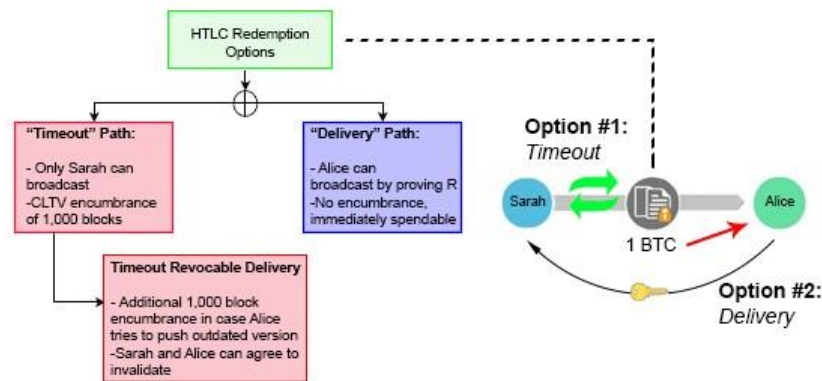 HTLC Redemption
Options
"Timeout" Path:
- Only Sarah can
broadcast
-CLTV encumbrance
of 1,000 blocks
"Delivery" Path:
- Alice can
broadcast by proving R
-No encumbrance,
immediately spendable
Timeout Revocable Delivery
- Additional 1,000 block
encumbrance in case Alice
tries to push outdated version
-Sarah and Alice can agree to
invalidate
Option #1:
Timeout
Sarah
Alice
1 BTC
Option #2:
Delivery